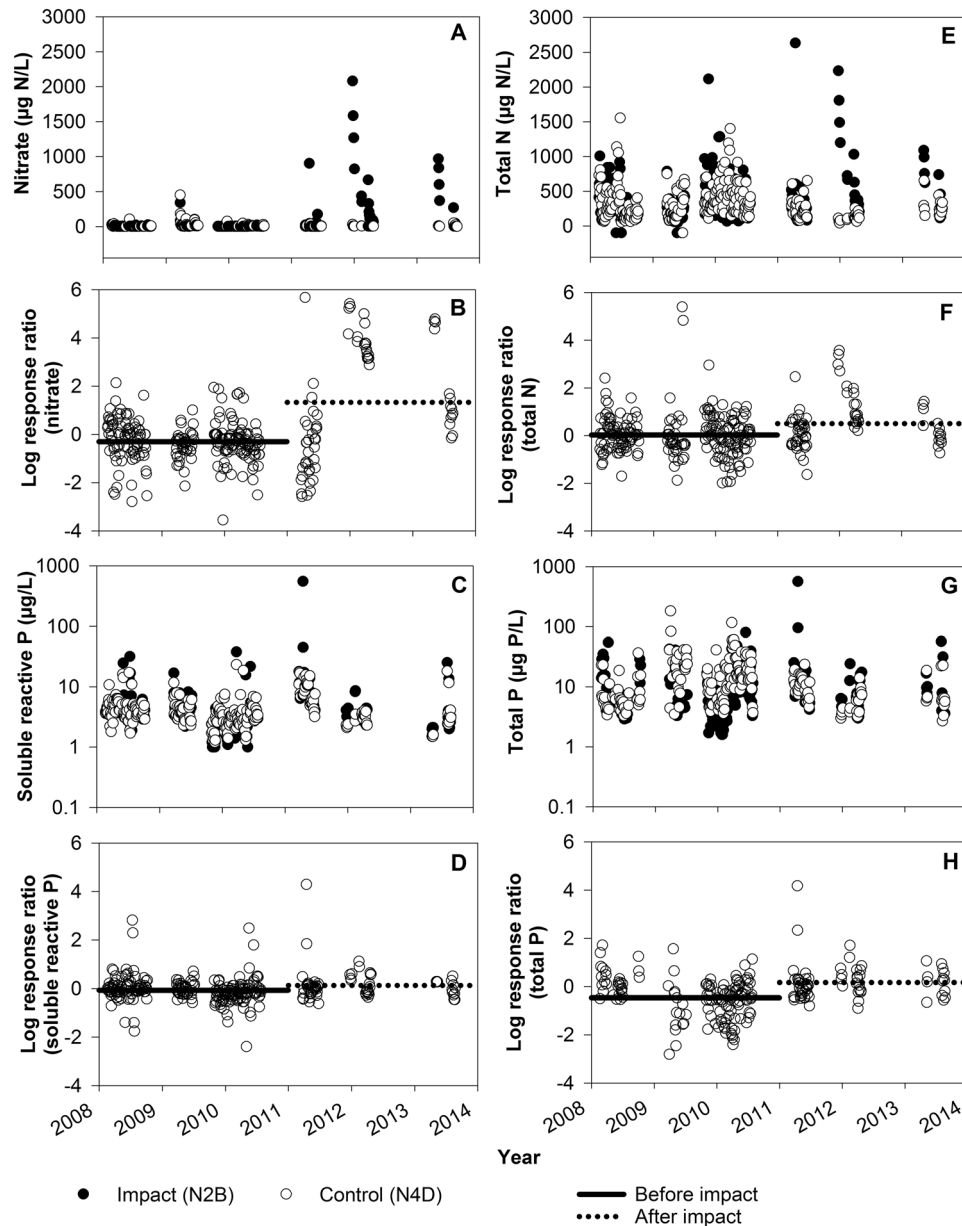 A
Nitrate (µg N/L)
3000
2500
2000
1500
1000
500
0
E
Total N (µg N/L)
3000
2500
2000
1500
1000
500
0
B
Log response ratio
(nitrate)
6
4
2
0
-2
-4
F
Log response ratio
(total N)
6
4
2
0
-2
-4
C
Soluble reactive P (µg/L)
1000
100
10
1
0.1
G
Total P (µg P/L)
1000
100
10
1
0.1
D
Log response ratio
(soluble reactive P)
6
4
2
0
-2
-4
2008 2009 2010 2011 2012 2013 2014
H
Log response ratio
(total P)
6
4
2
0
-2
-4
2008 2009 2010 2011 2012 2013 2014
Year
Impact (N2B) Control (N4D) Before impact
After impact